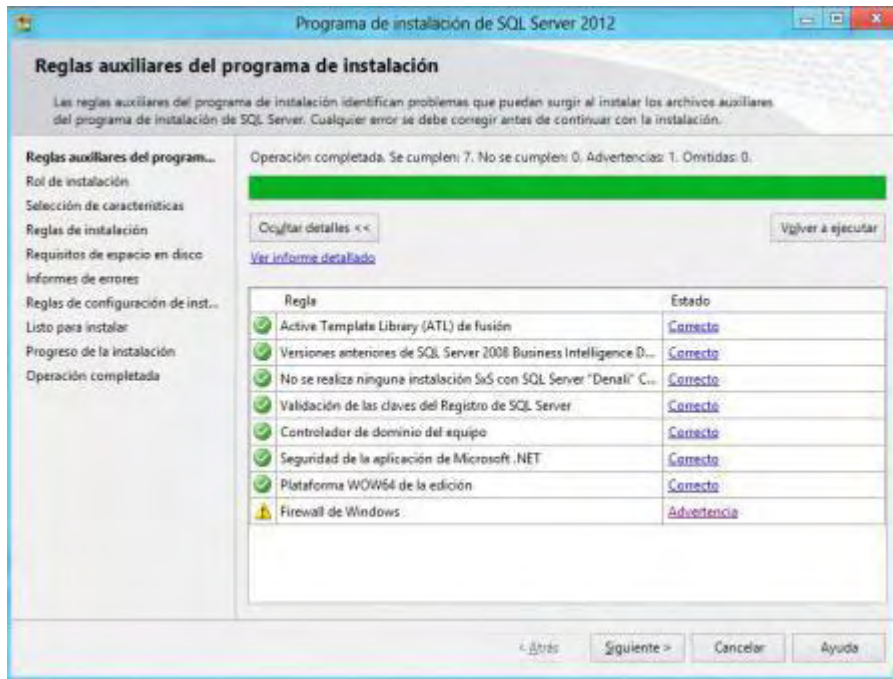 Programa de instalación de SQL Server 2012
Reglas auxiliares del programa de instalación
Las reglas auxiliares del programa de instalación identifican problemas que puedan surgir al instalar los archivos auxiliares
del programa de instalación de SQL Server. Cualquier error se debe corregir antes de continuar con la instalación.
Reglas auxiliares del program...
Rol de instalación
Selección de características
Reglas de instalación
Requisitos de espacio en disco
Informes de errores
Reglas de configuración de inst...
Listo para instalar
Progreso de la instalación
Operación completada
Operación completada. Se cumplen: 7. No se cumplen: 0. Advertencias: 1. Omitidas: 0.
Ocultar detalles <<
Volver a ejecutar
Ver informe detallado
Regla Estado
Active Template Library (ATL) de fusión Correcto
Versiones anteriores de SQL Server 2008 Business Intelligence D... Correcto
No se realiza ninguna instalación SxS con SQL Server "Denali" C... Correcto
Validación de las claves del Registro de SQL Server Correcto
Controlador de dominio del equipo Correcto
Seguridad de la aplicación de Microsoft .NET Correcto
Plataforma WOW64 de la edición Correcto
Firewall de Windows Advertencia
< Atrás Siguiente > Cancelar Ayuda